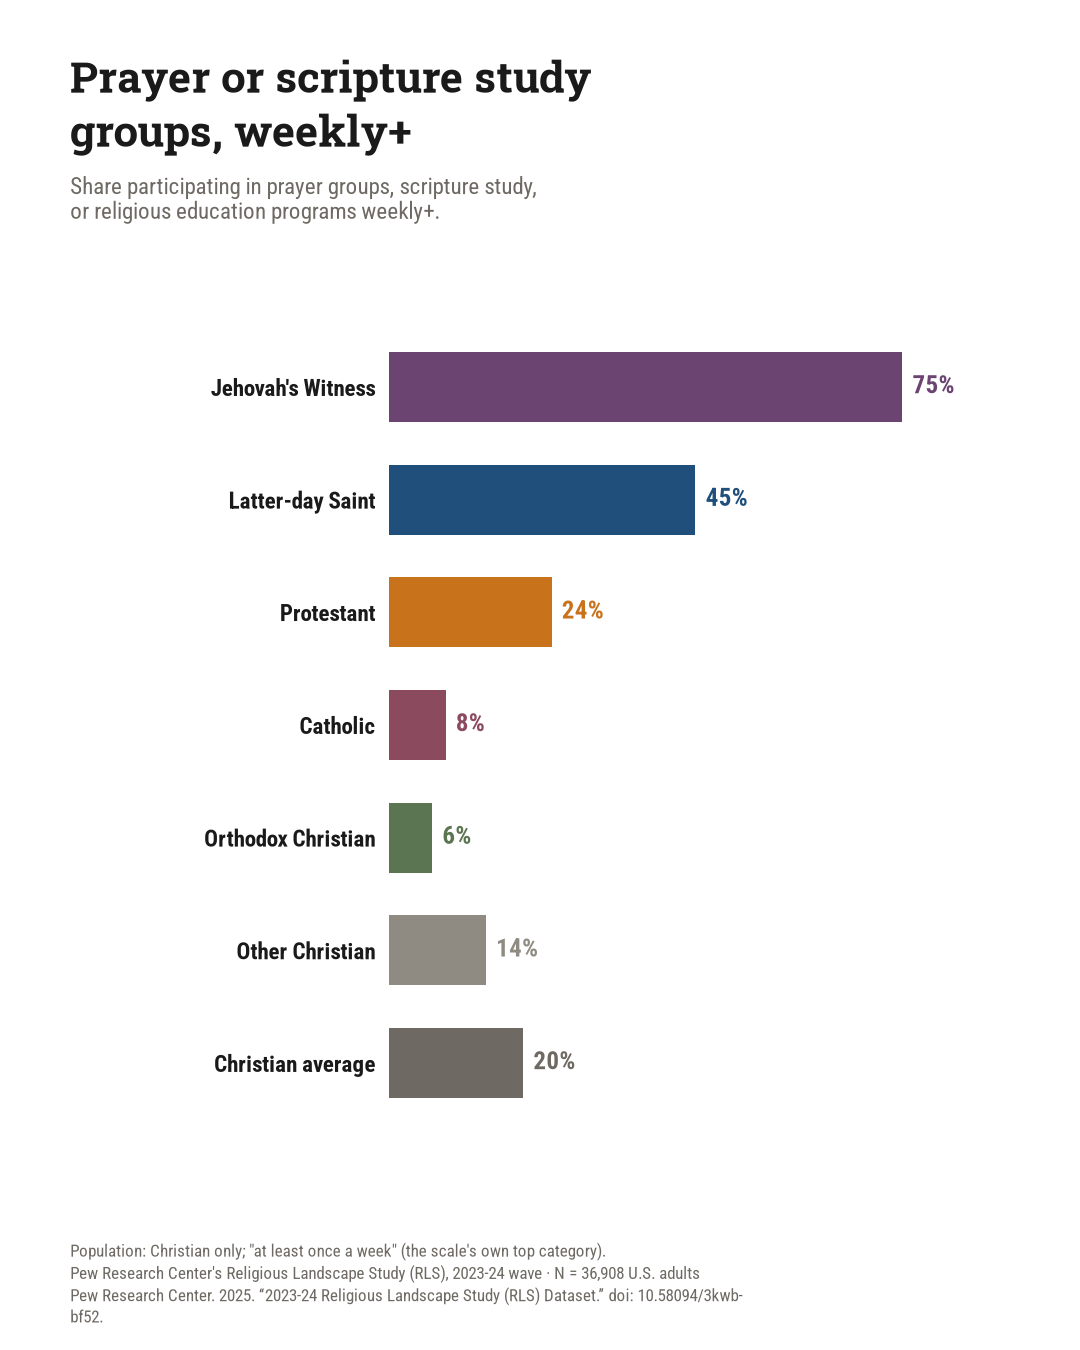 Prayer or scripture study
groups, weekly+
Share participating in prayer groups, scripture study,
or religious education programs weekly+.
Jehovah's Witness 75%
Latter-day Saint 45%
Protestant 24%
Catholic 8%
Orthodox Christian 6%
Other Christian 14%
Christian average 20%
Population: Christian only; "at least once a week" (the scale's own top category).
Pew Research Center's Religious Landscape Study (RLS), 2023-24 wave · N = 36,908 U.S. adults
Pew Research Center. 2025. “2023-24 Religious Landscape Study (RLS) Dataset.” doi: 10.58094/3kwb-
bf52.